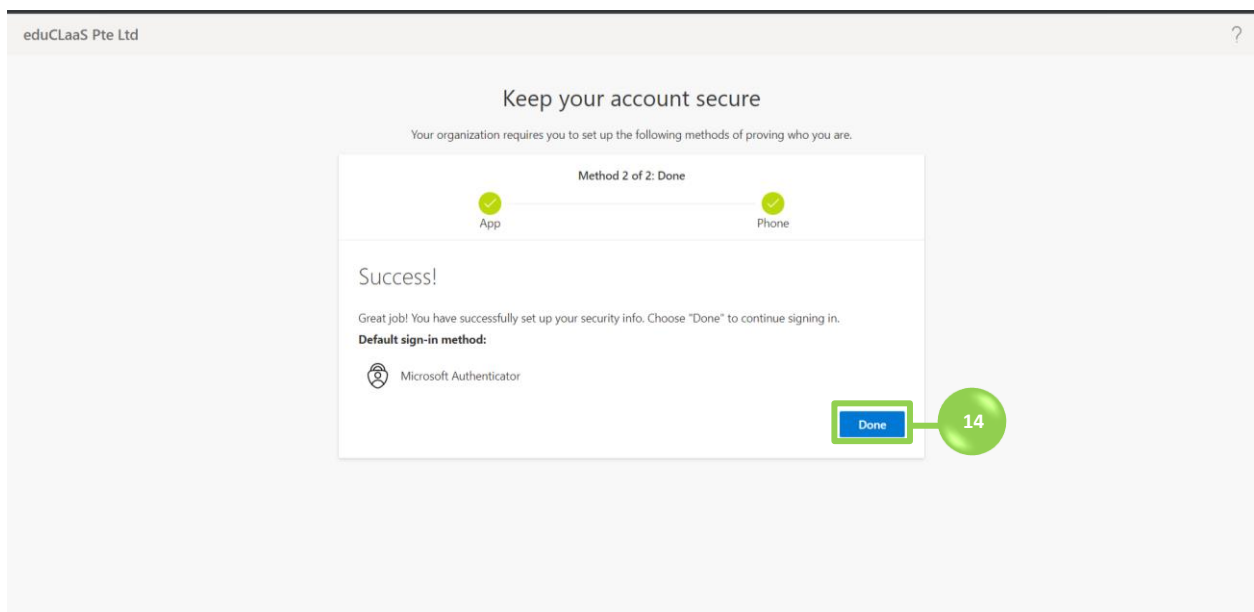 eduCLaaS Pte Ltd
?
Keep your account secure
Your organization requires you to set up the following methods of proving who you are.
Method 2 of 2: Done
App
Phone
Success!
Great job! You have successfully set up your security info. Choose "Done" to continue signing in.
Default sign-in method:
Microsoft Authenticator
Done
14